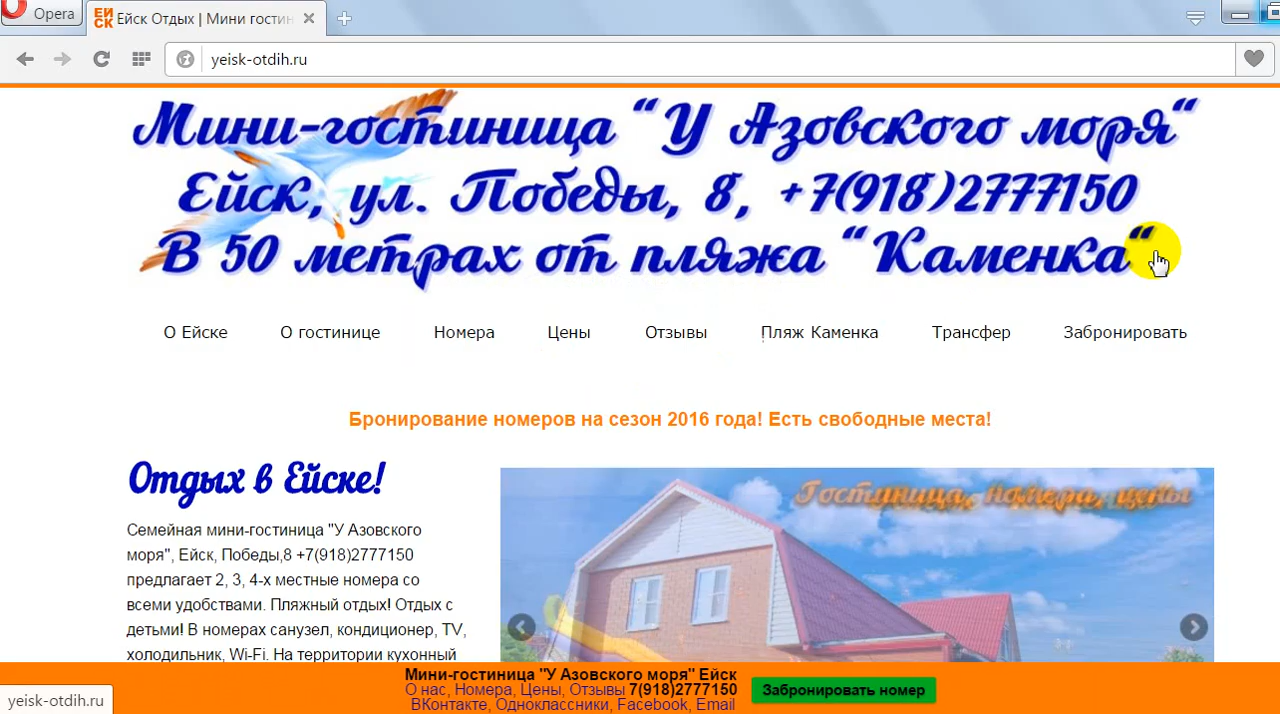 Opera
Ейск Отдых | Мини гостин
yeisk-otdih.ru
Мини-гостиница "У Азовского моря"
Ейск, ул. Победы, 8, +7(918)2777150
В 50 метрах от пляжа "Каменка"
О Ейске О гостинице Номера Цены Отзывы Пляж Каменка Трансфер Забронировать
Бронирование номеров на сезон 2016 года! Есть свободные места!
Отдых в Ейске!
Семейная мини-гостиница "У Азовского
моря", Ейск, Победы,8 +7(918)2777150
предлагает 2, 3, 4-х местные номера со
всеми удобствами. Пляжный отдых! Отдых с
детьми! В номерах санузел, кондиционер, TV,
холодильник, Wi-Fi. На территории кухонный
Гостиница, номера, цены
Мини-гостиница "У Азовского моря" Ейск
О нас, Номера, Цены, Отзывы 7(918)2777150
ВКонтакте, Одноклассники, Facebook, Email
Забронировать номер
yeisk-otdih.ru